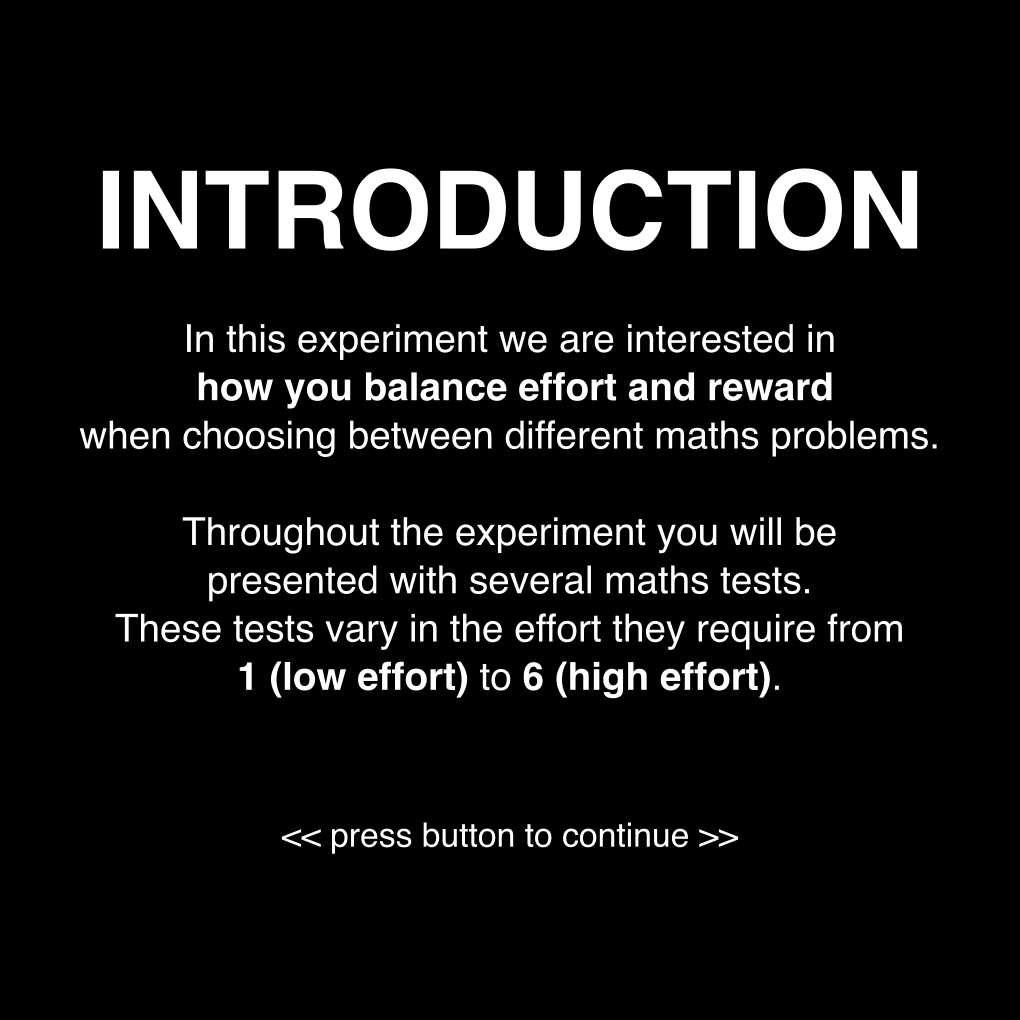 INTRODUCTION
In this experiment we are interested in
how you balance effort and reward
when choosing between different maths problems.
Throughout the experiment you will be
presented with several maths tests.
These tests vary in the effort they require from
1 (low effort) to 6 (high effort).
<< press button to continue >>